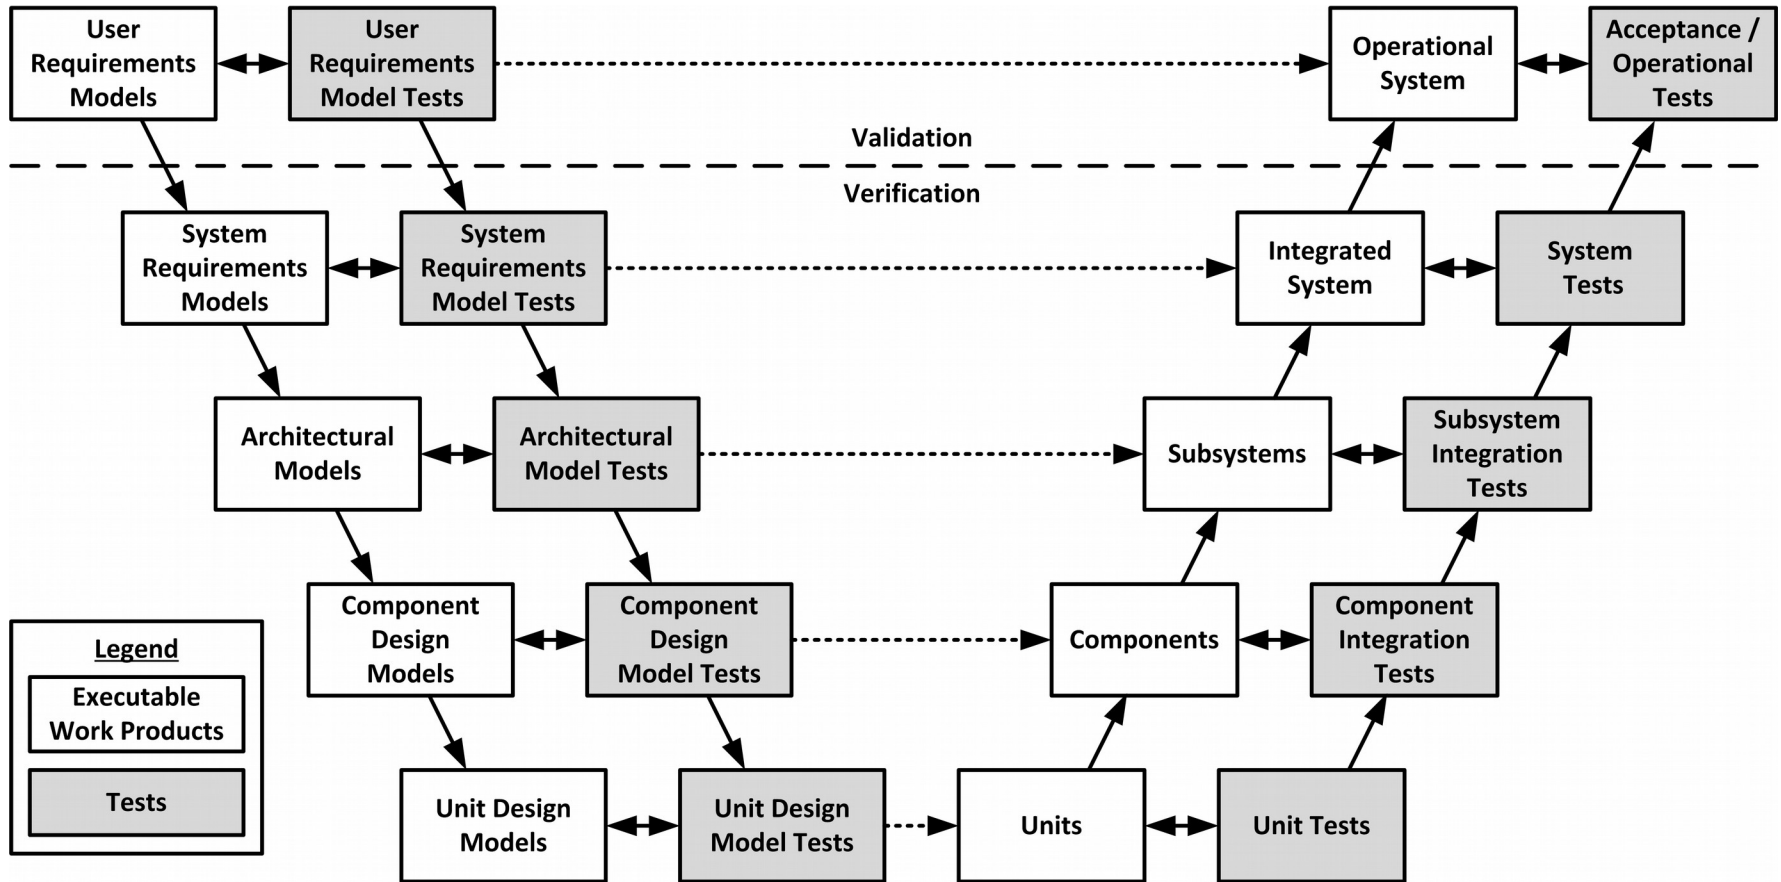 User
Requirements
Models
User
Requirements
Model Tests
Operational
System
Acceptance /
Operational
Tests
Validation
Verification
System
Requirements
Models
System
Requirements
Model Tests
Integrated
System
System
Tests
Architectural
Models
Architectural
Model Tests
Subsystems
Subsystem
Integration
Tests
Component
Design
Models
Component
Design
Model Tests
Components
Component
Integration
Tests
Legend
Executable
Work Products
Tests
Unit Design
Models
Unit Design
Model Tests
Units
Unit Tests